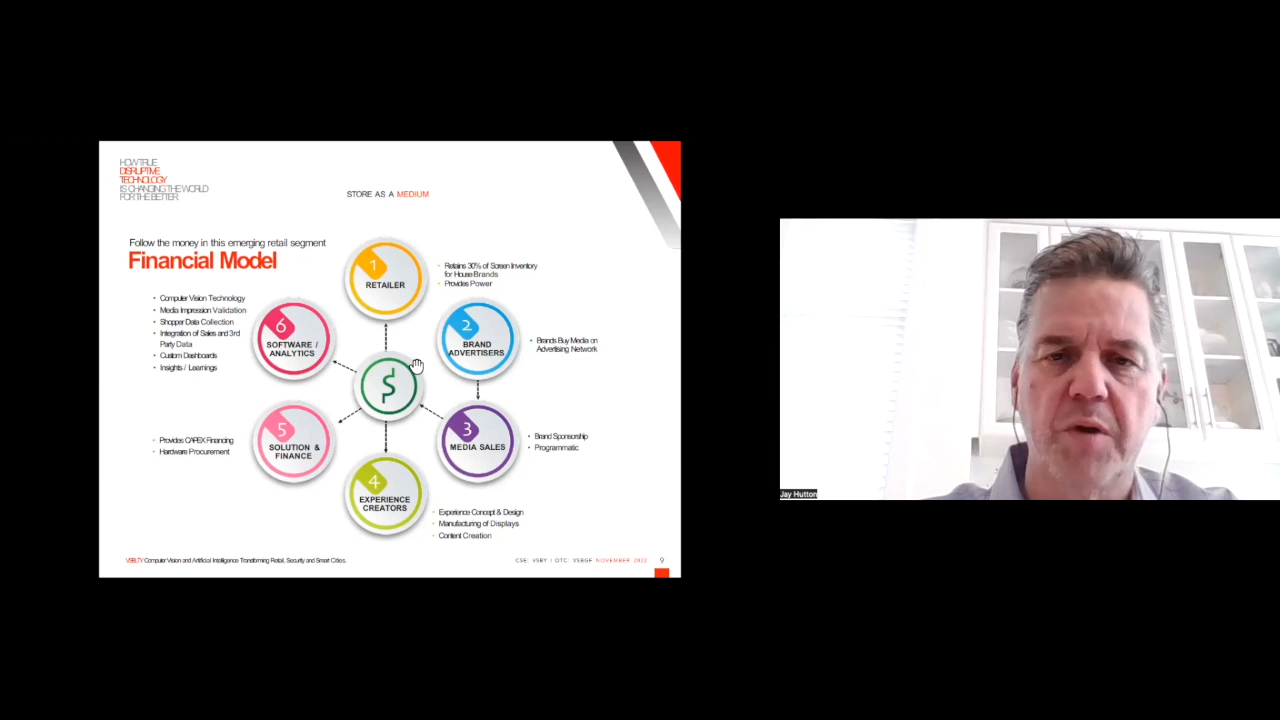 HOW TRUE
DISRUPTIVE
TECHNOLOGY
IS CHANGING THE WORLD
FOR THE BETTER
STORE AS A MEDIUM
Follow the money in this emerging retail segment
Financial Model
1
RETAILER
• Retains 30% of Screen Inventory
for House Brands
• Provides Power
2
BRAND
ADVERTISERS
• Brands Buy Media on
Advertising Network
3
MEDIA SALES
• Brand Sponsorship
• Programmatic
4
EXPERIENCE
CREATORS
• Experience Concept & Design
• Manufacturing of Displays
• Content Creation
5
SOLUTION &
FINANCE
• Provides CAPEX Financing
• Hardware Procurement
6
SOFTWARE /
ANALYTICS
• Computer Vision Technology
• Media Impression Validation
• Shopper Data Collection
• Integration of Sales and 3rd
Party Data
• Custom Dashboards
• Insights / Learnings
$
VSBLTY Computer Vision and Artificial Intelligence Transforming Retail, Security and Smart Cities.
CSE: VSBY / OTC: VSBGF NOVEMBER 2022
9
Jay Hutton